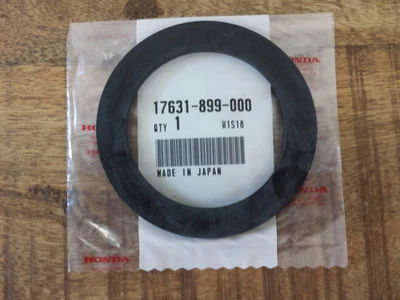 HONDA
17631-899-000
QTY 1 H1S18
MADE IN JAPAN
HONDA
HONDA